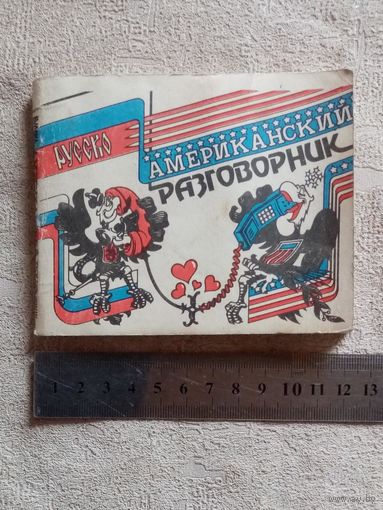 РУССКО
АМЕРИКАНСКИЙ
РАЗГОВОРНИК
1 2 3 4 5 6 7 8 9 10 11 12 13